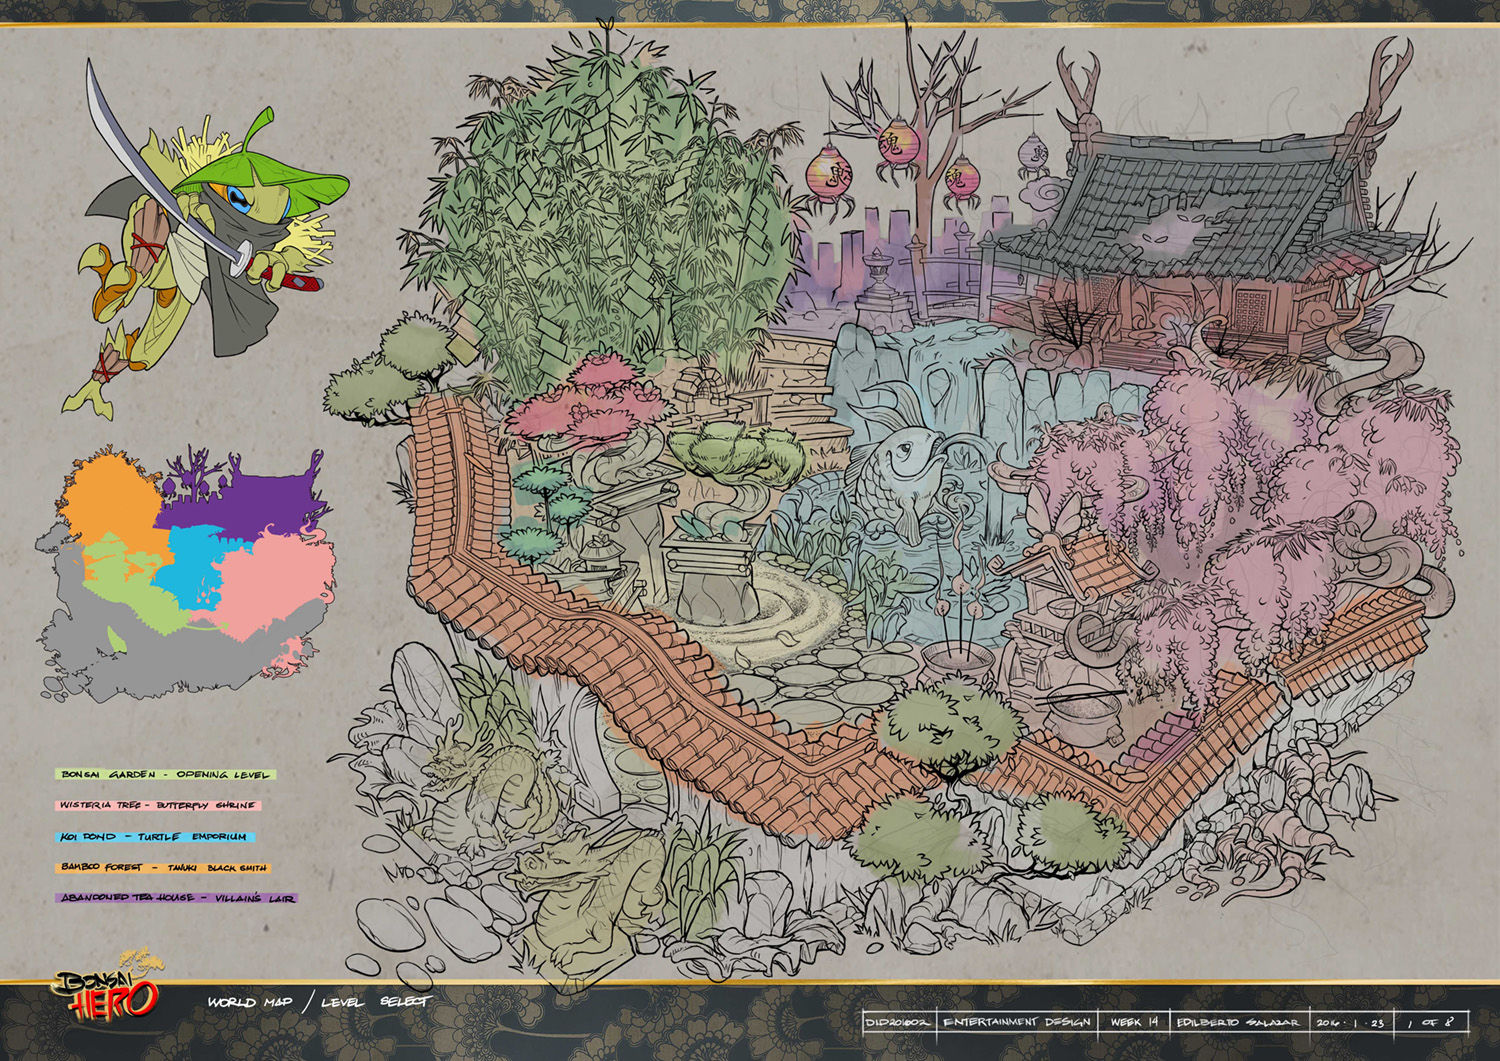 BONSAI GARDEN - OPENING LEVEL
WISTERIA TREE - BUTTERFLY SHRINE
KOI POND - TURTLE EMPORIUM
BAMBOO FOREST - TANUKI BLACK SMITH
ABANDONED TEA HOUSE - VILLAIN'S LAIR
BONSAI
HERO
WORLD MAP / LEVEL SELECT
DID201602 ENTERTAINMENT DESIGN WEEK 14 EDILBERTO SALAZAR 2016 · 1 · 23 1 OF 8